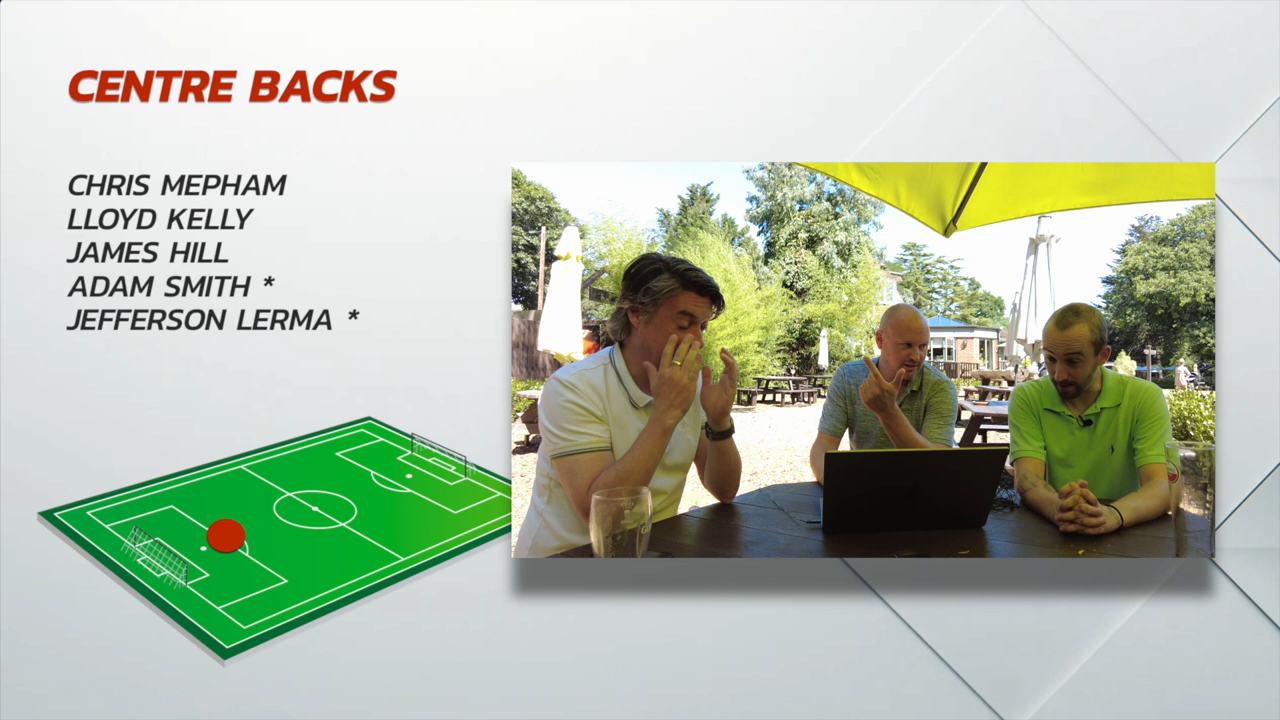 CENTRE BACKS
CHRIS MEPHAM
LLOYD KELLY
JAMES HILL
ADAM SMITH *
JEFFERSON LERMA *